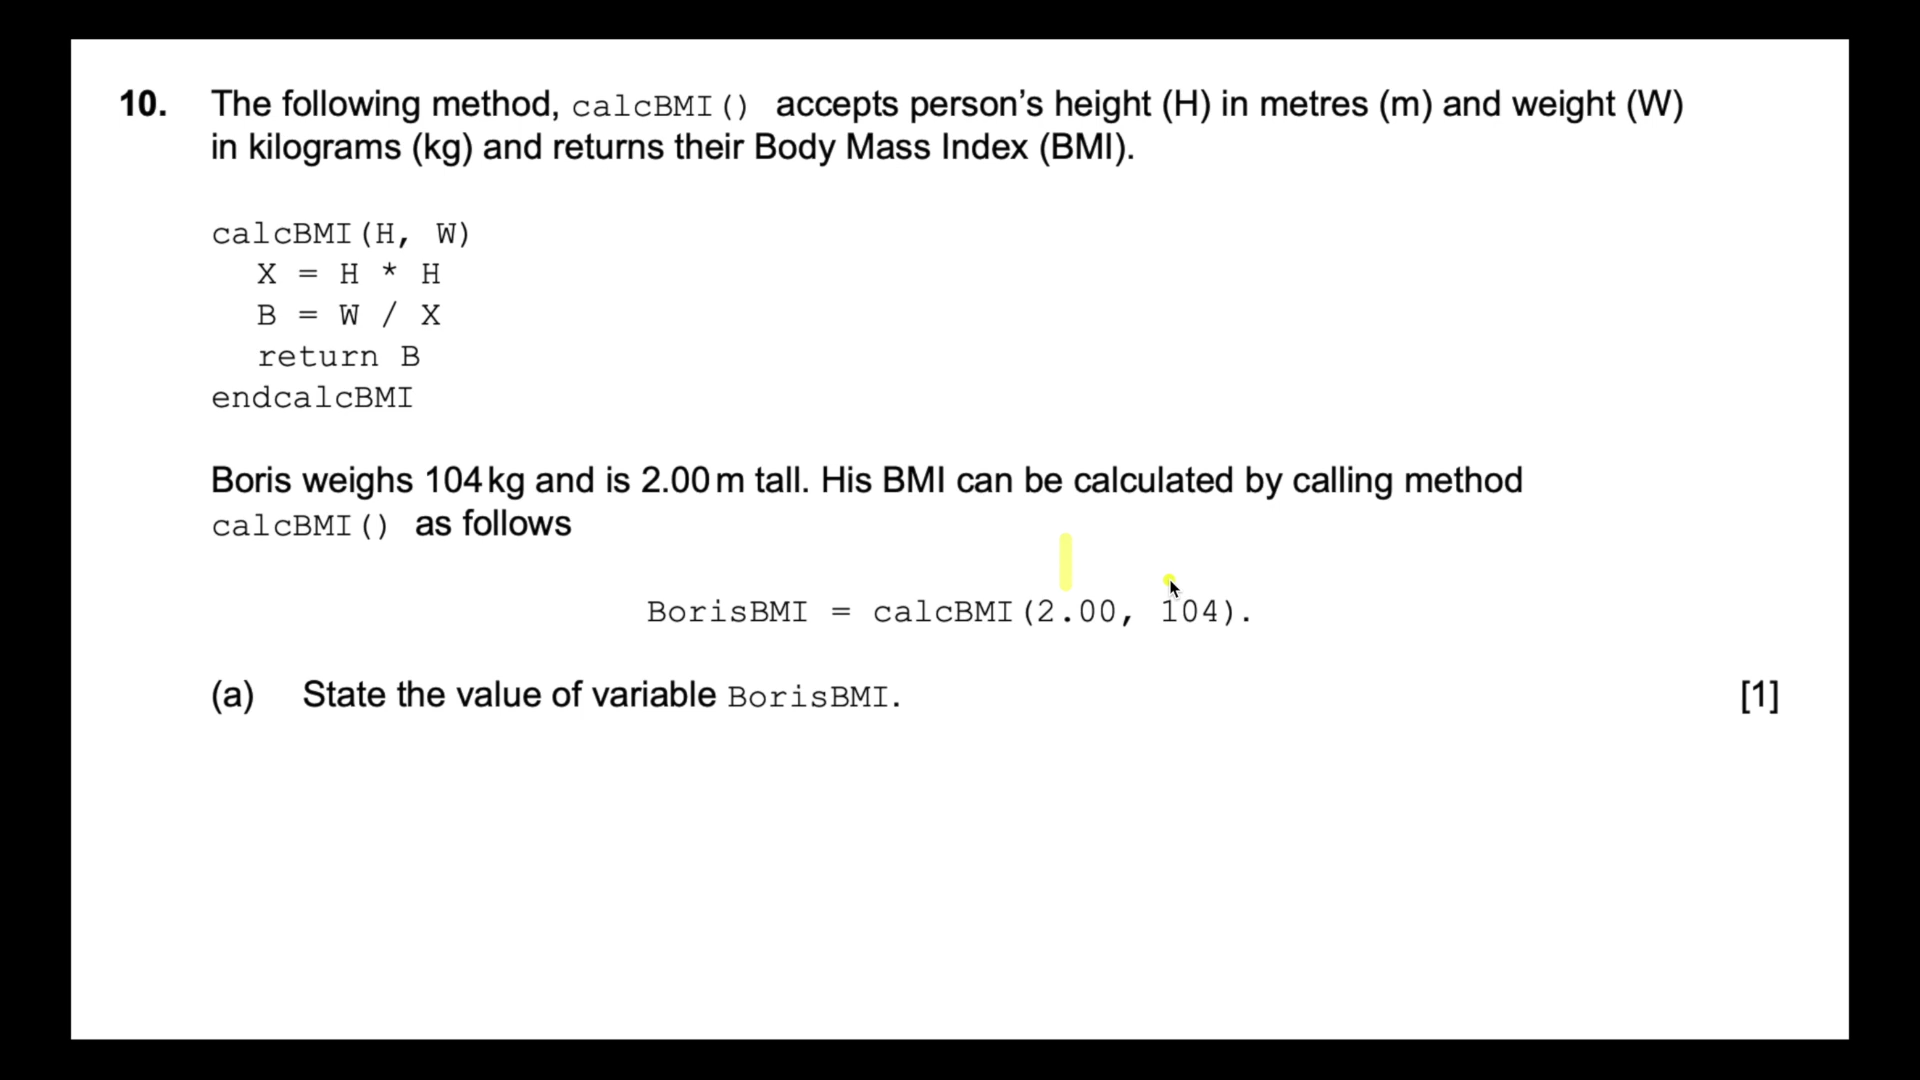 10. The following method, calcBMI() accepts person's height (H) in metres (m) and weight (W)
in kilograms (kg) and returns their Body Mass Index (BMI).
calcBMI(H, W)
X = H * H
B = W / X
return B
endcalcBMI
Boris weighs 104 kg and is 2.00 m tall. His BMI can be calculated by calling method
calcBMI() as follows
BorisBMI = calcBMI(2.00, 104).
(a) State the value of variable BorisBMI. [1]